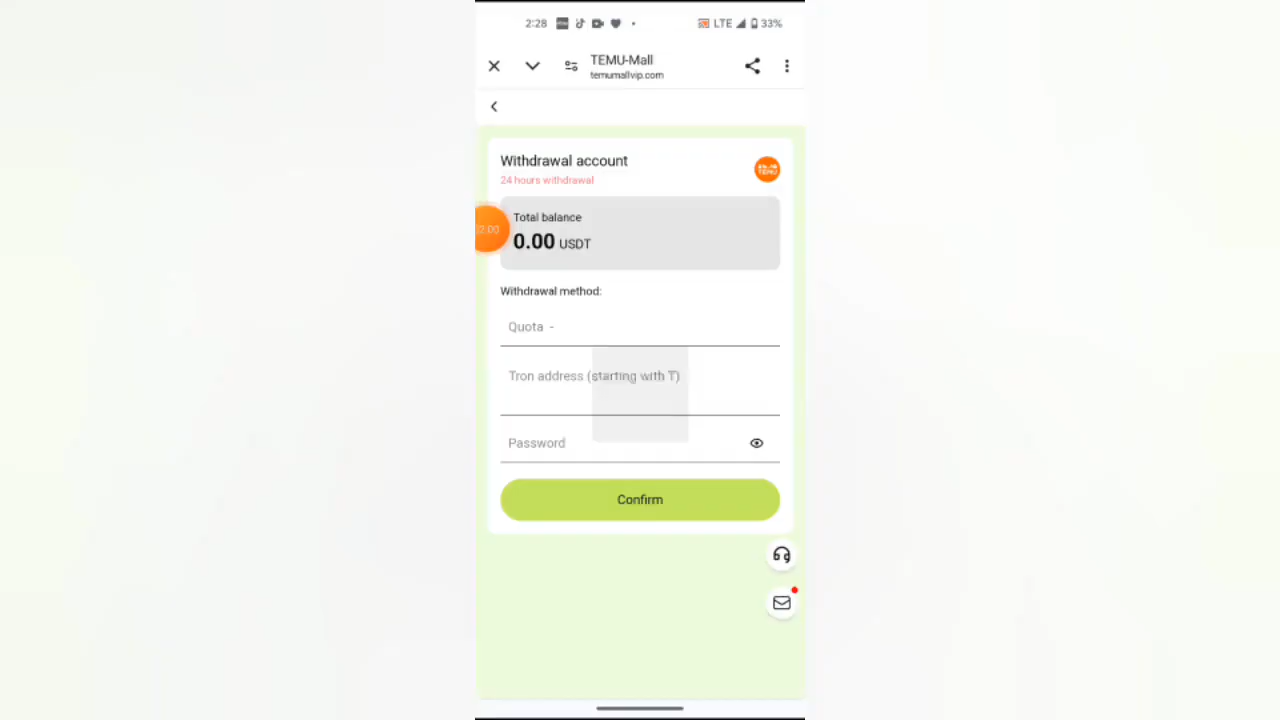 2:28 LTE 33%
TEMU-Mall
temumallvip.com
Withdrawal account
24 hours withdrawal
TEMU
Total balance
0.00 USDT
Withdrawal method:
Quota -
Tron address (starting with T)
Password
Confirm